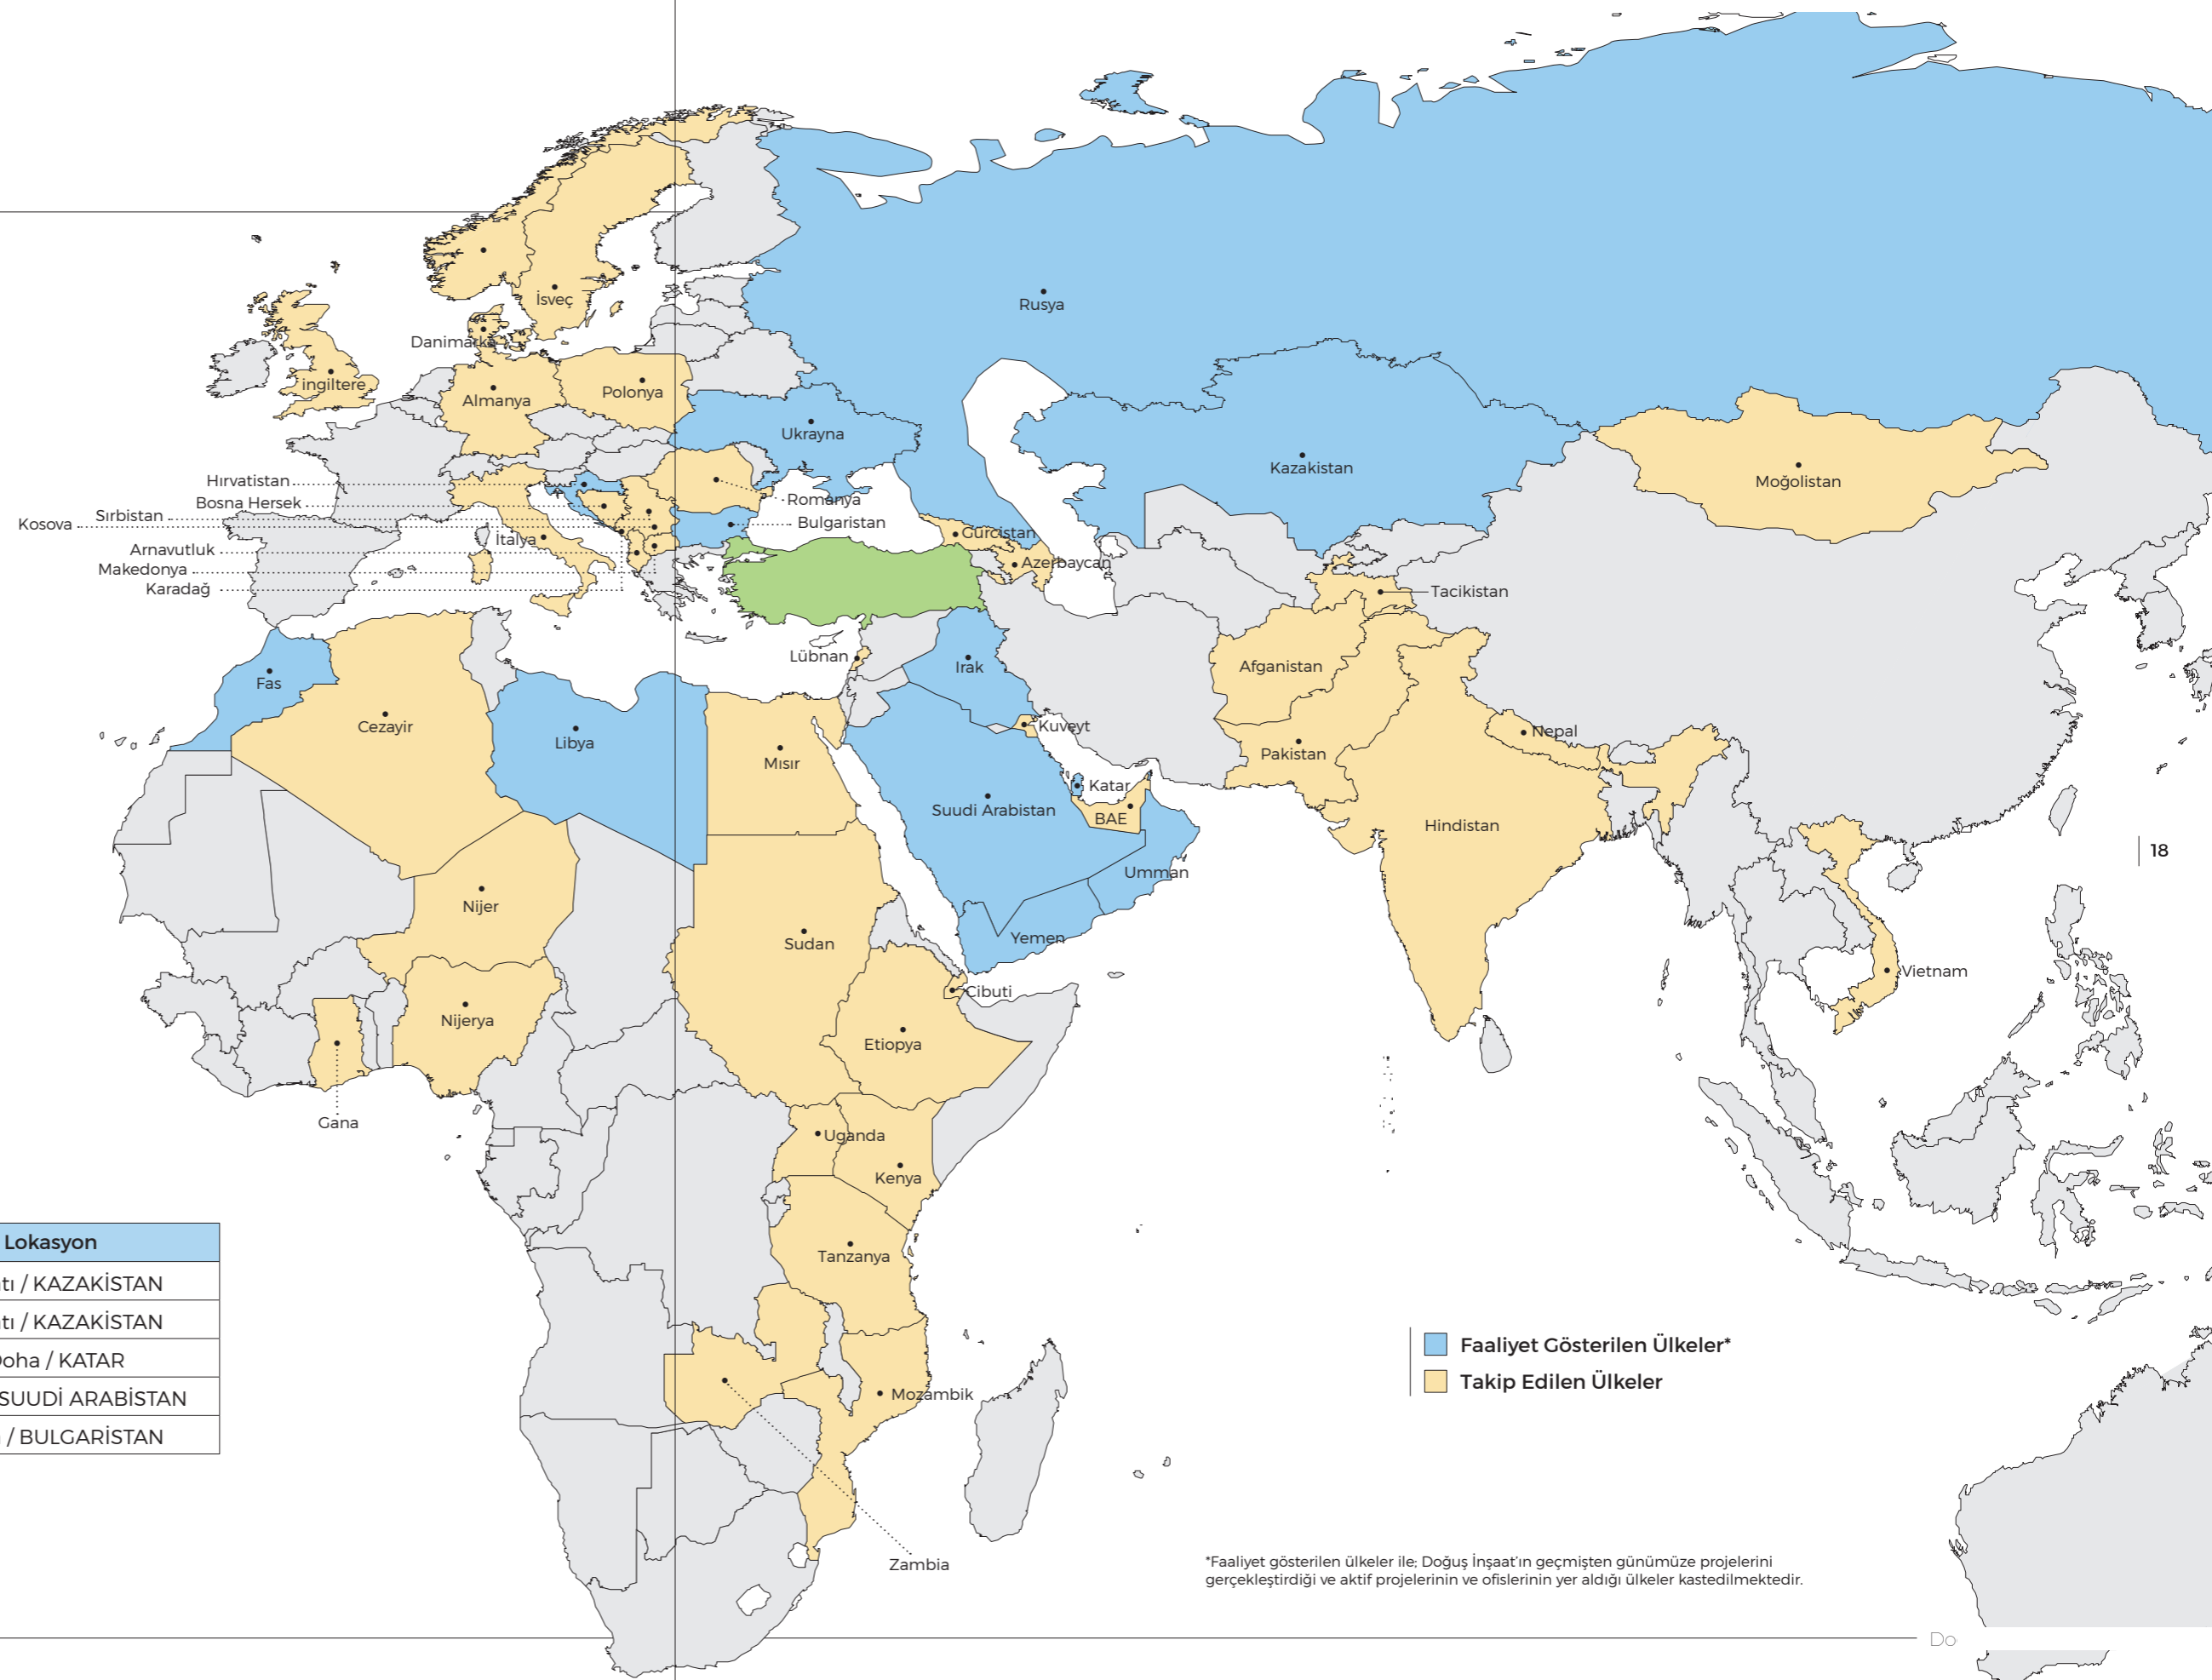 Rusya
İsveç
Danimarka
ingiltere
Almanya
Polonya
Ukrayna
Kazakistan
Moğolistan
Hırvatistan
Bosna Hersek
Sırbistan
Kosova
Arnavutluk
Makedonya
Karadağ
İtalya
Romanya
Bulgaristan
Gürcistan
Azerbaycan
Tacikistan
Lübnan
Irak
Afganistan
Fas
Cezayir
Libya
Mısır
Kuveyt
Pakistan
Nepal
Katar
Suudi Arabistan
BAE
Hindistan
Umman
18
Nijer
Sudan
Yemen
Vietnam
Cibuti
Nijerya
Etiopya
Gana
Uganda
Kenya
Tanzanya
Mozambik
Zambia
Lokasyon
/ KAZAKİSTAN
/ KAZAKİSTAN
Doha / KATAR
SUUDİ ARABİSTAN
/ BULGARİSTAN
Faaliyet Gösterilen Ülkeler*
Takip Edilen Ülkeler
*Faaliyet gösterilen ülkeler ile; Doğuş İnşaat'ın geçmişten günümüze projelerini
gerçekleştirdiği ve aktif projelerinin ve ofislerinin yer aldığı ülkeler kastedilmektedir.
Do